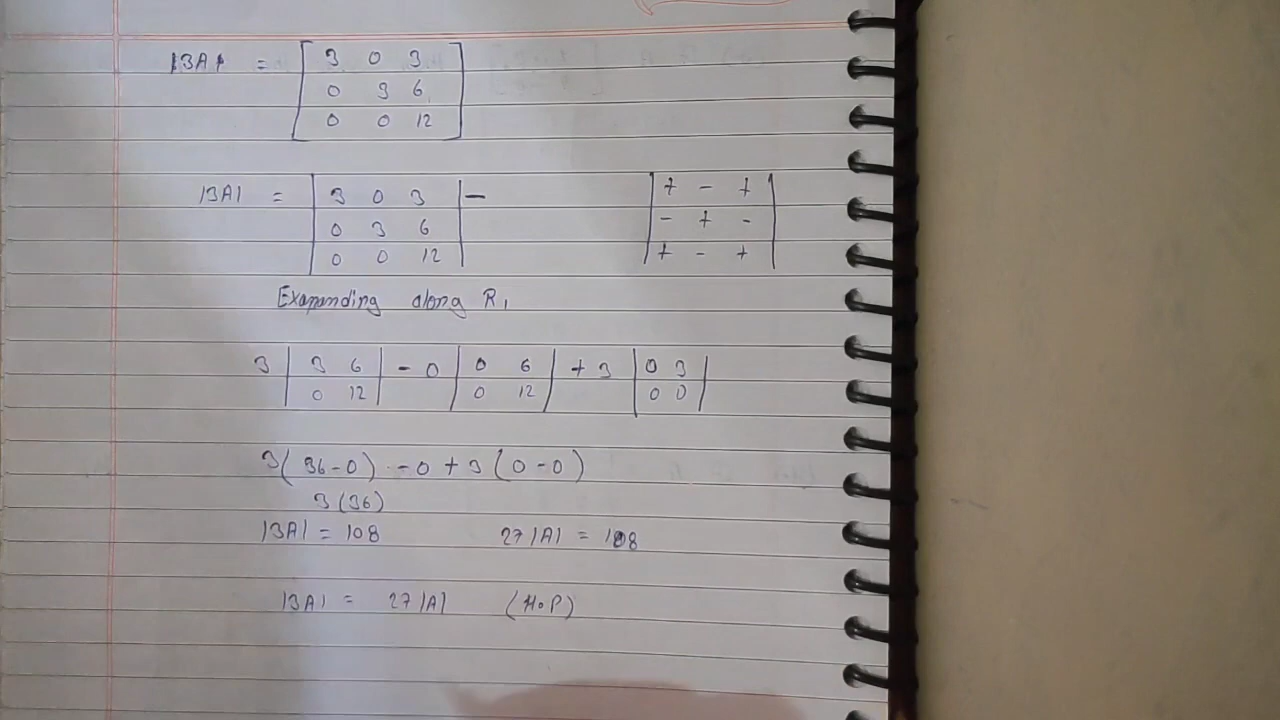 |3A| = [ 3 0 3
0 3 6
0 0 12 ]
|3A| = | 3 0 3 | - | + - + |
| 0 3 6 | | - + - |
| 0 0 12 | | + - + |
Exapanding along R1
3 | 3 6 | - 0 | 0 6 | + 3 | 0 3 |
| 0 12 | | 0 12 | | 0 0 |
3(36-0) -0 + 3(0-0)
3(36)
|3A| = 108 27|A| = 108
|3A| = 27|A| (H.P)